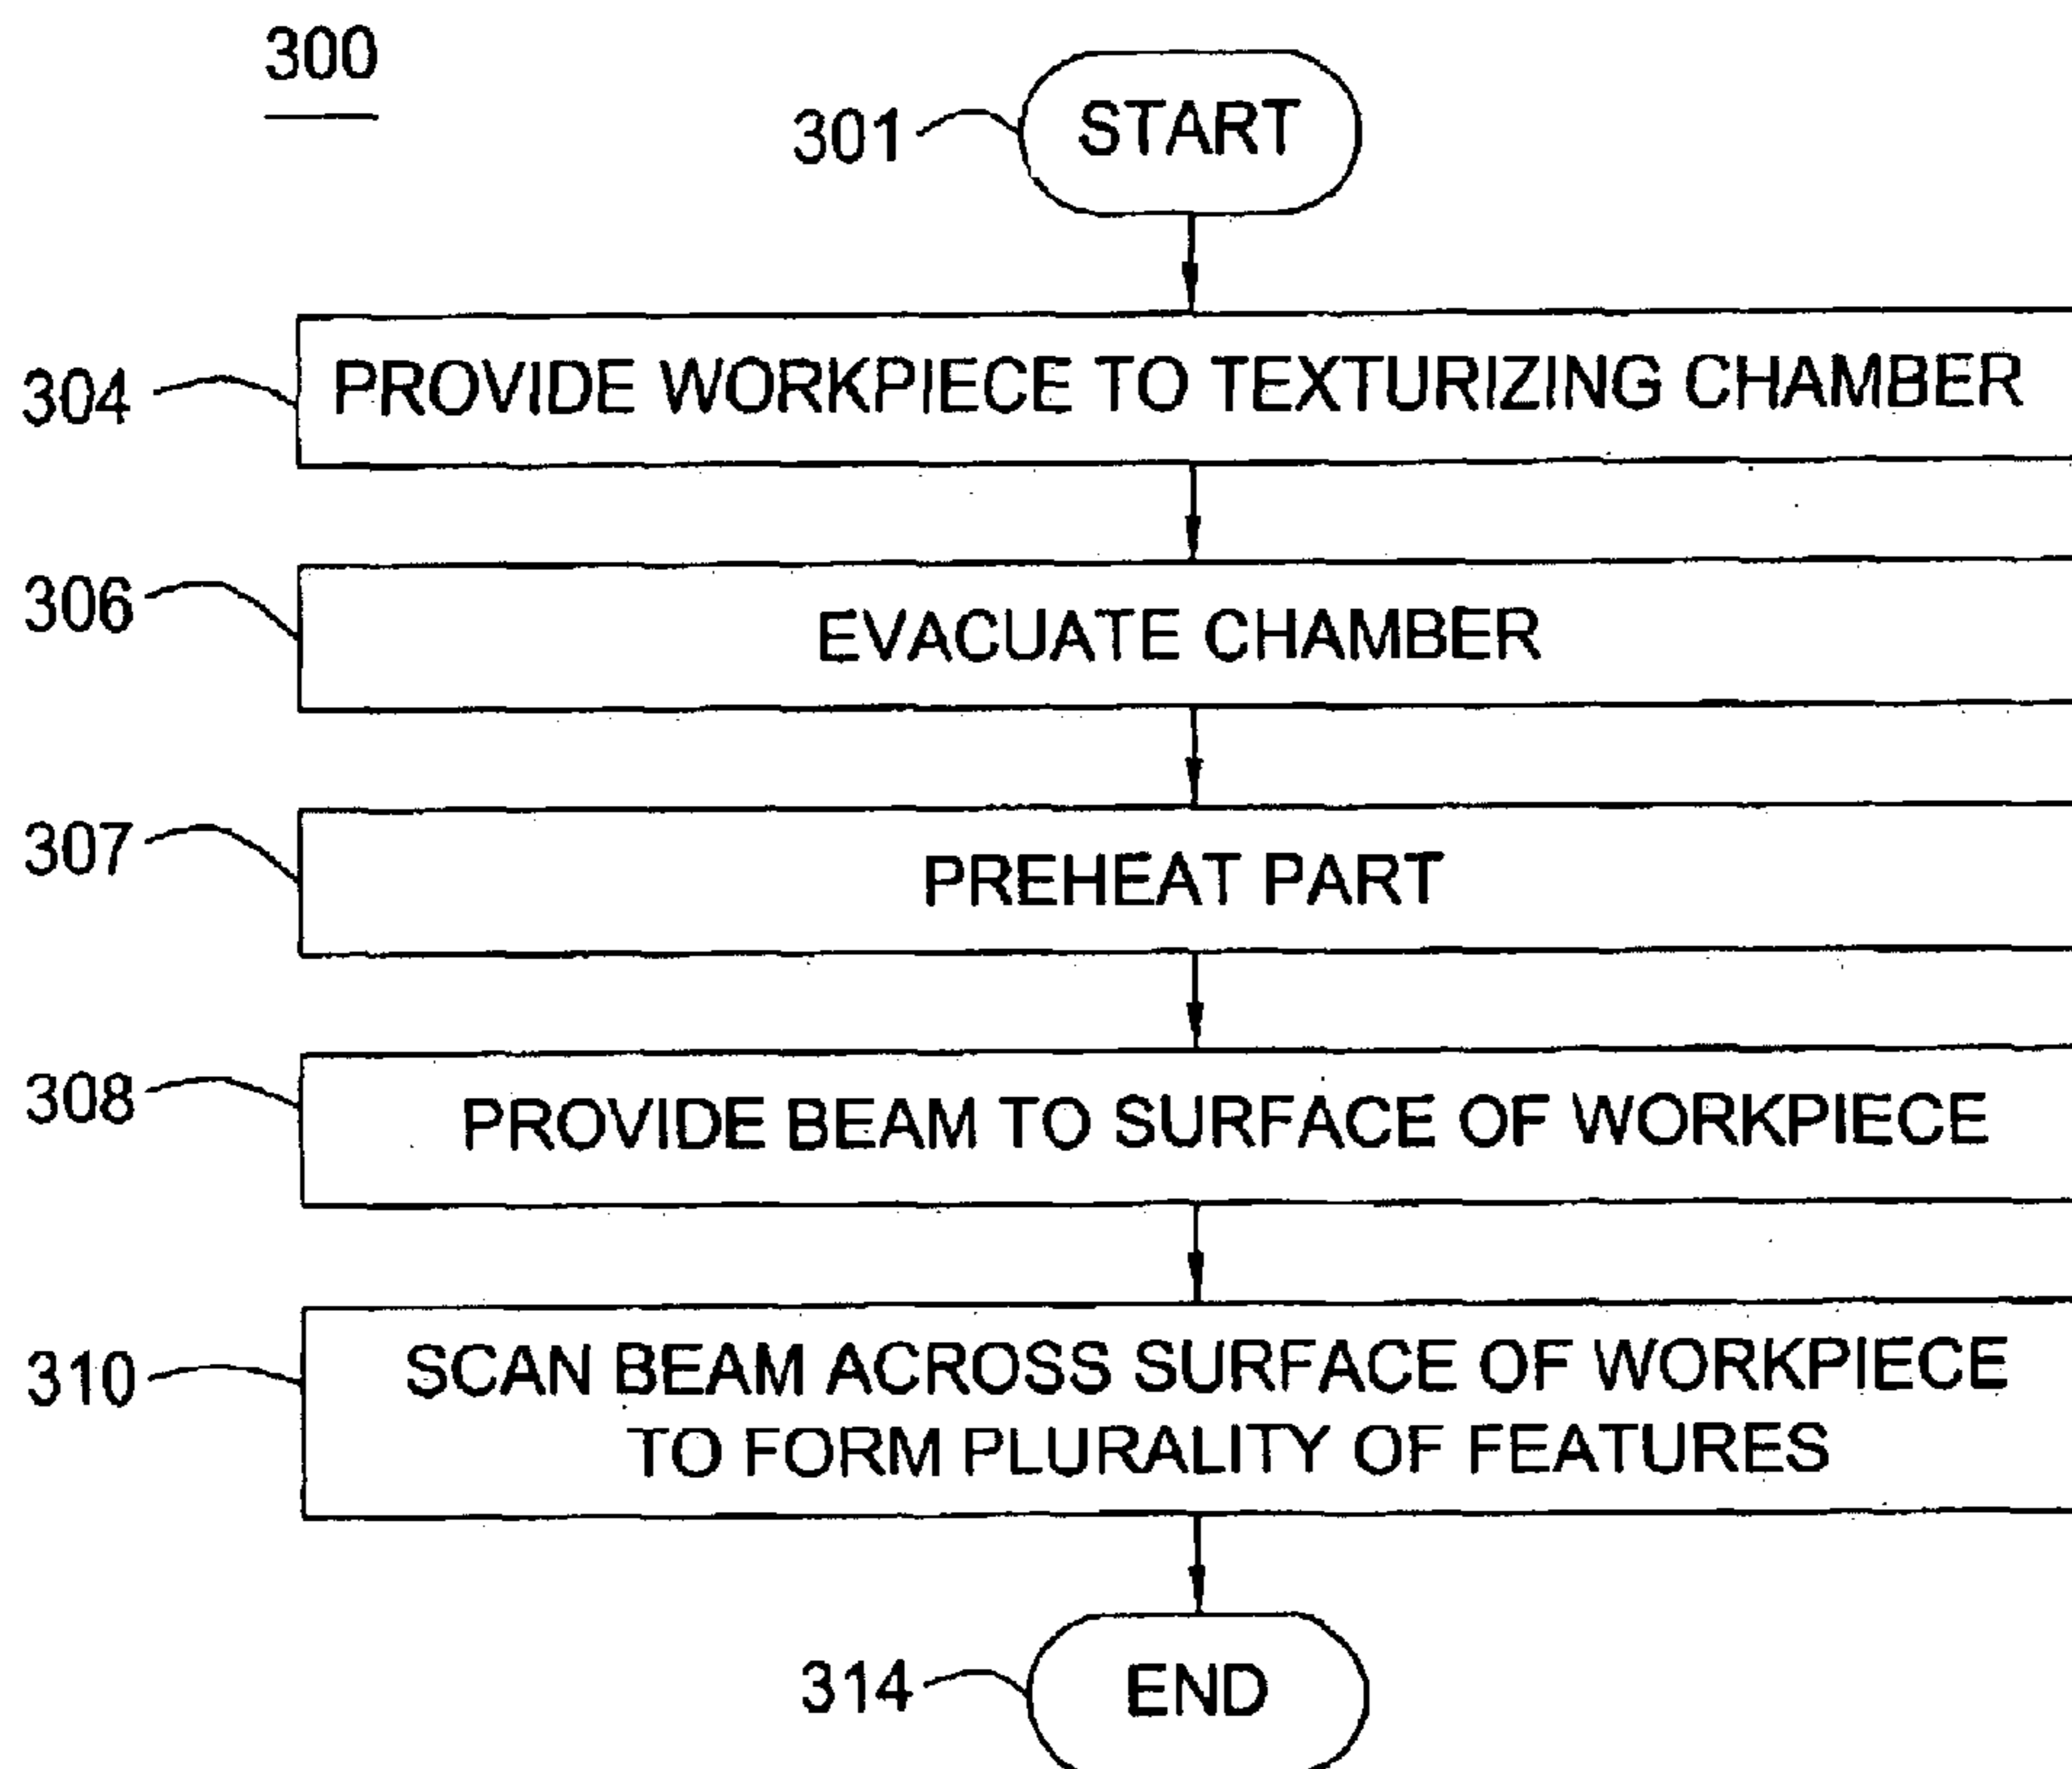 300
301 START
304 PROVIDE WORKPIECE TO TEXTURIZING CHAMBER
306 EVACUATE CHAMBER
307 PREHEAT PART
308 PROVIDE BEAM TO SURFACE OF WORKPIECE
310 SCAN BEAM ACROSS SURFACE OF WORKPIECE
TO FORM PLURALITY OF FEATURES
314 END